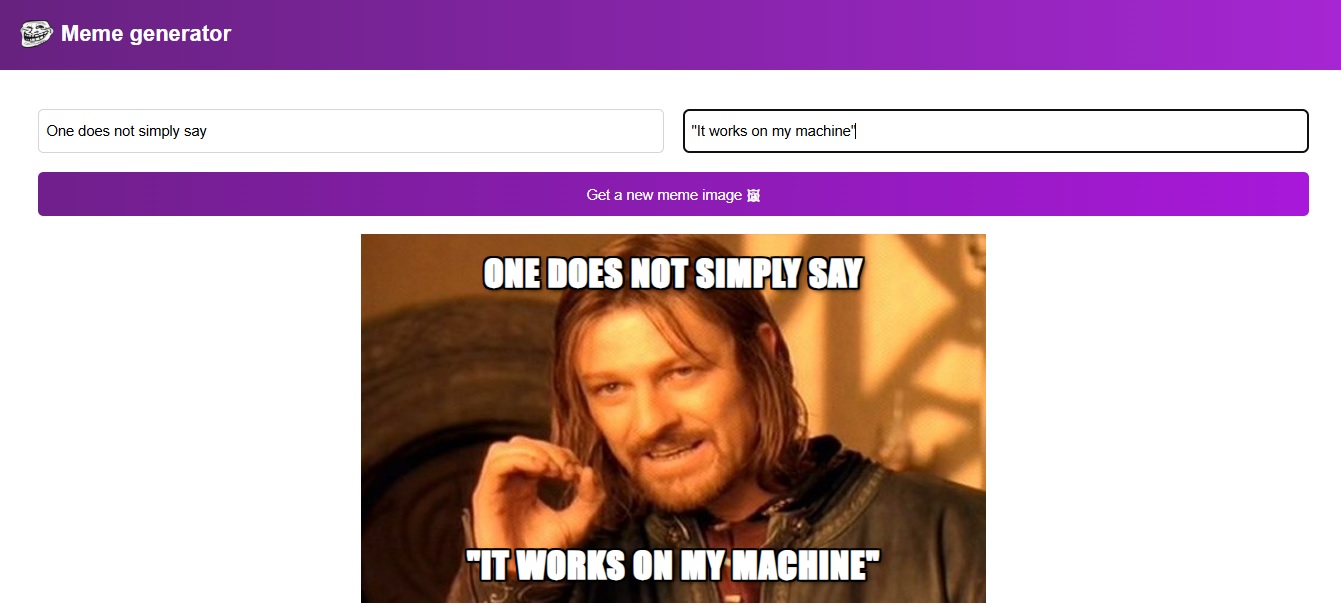 Meme generator
One does not simply say
"It works on my machine"
Get a new meme image 🖼
ONE DOES NOT SIMPLY SAY
"IT WORKS ON MY MACHINE"